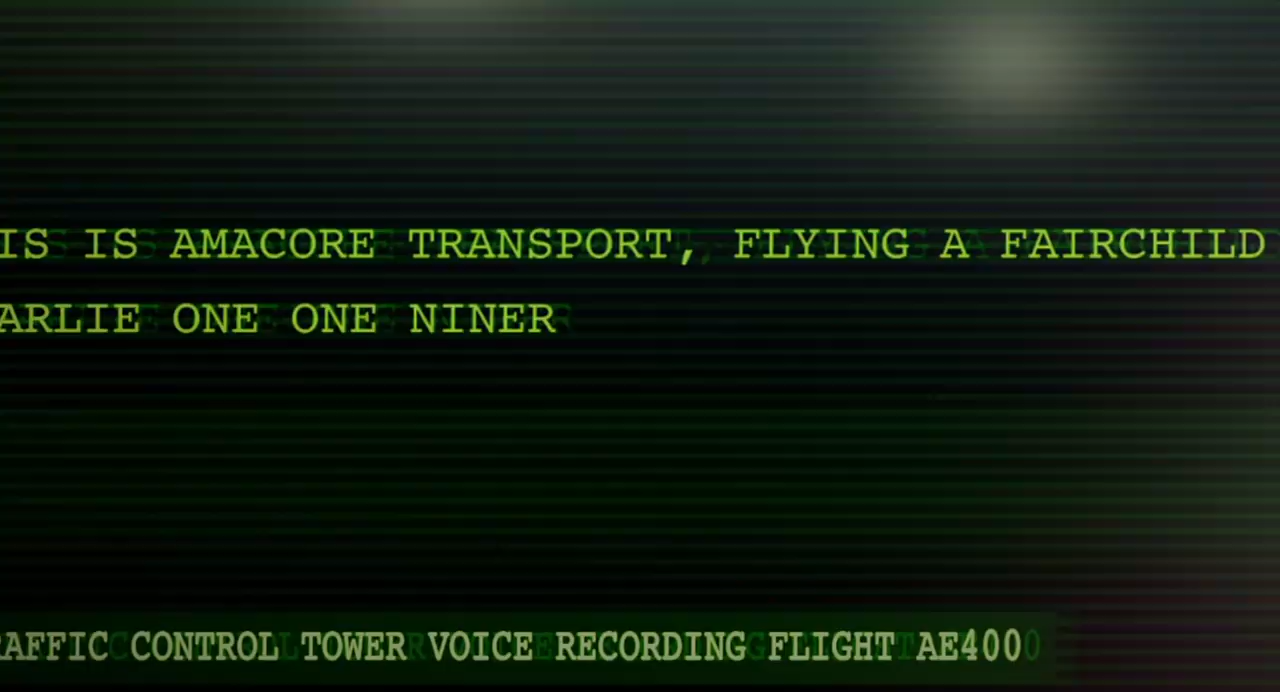 IS IS AMACORE TRANSPORT, FLYING A FAIRCHILD
ARLIE ONE ONE NINER
RAFFIC CONTROL TOWER VOICE RECORDING FLIGHT AE400